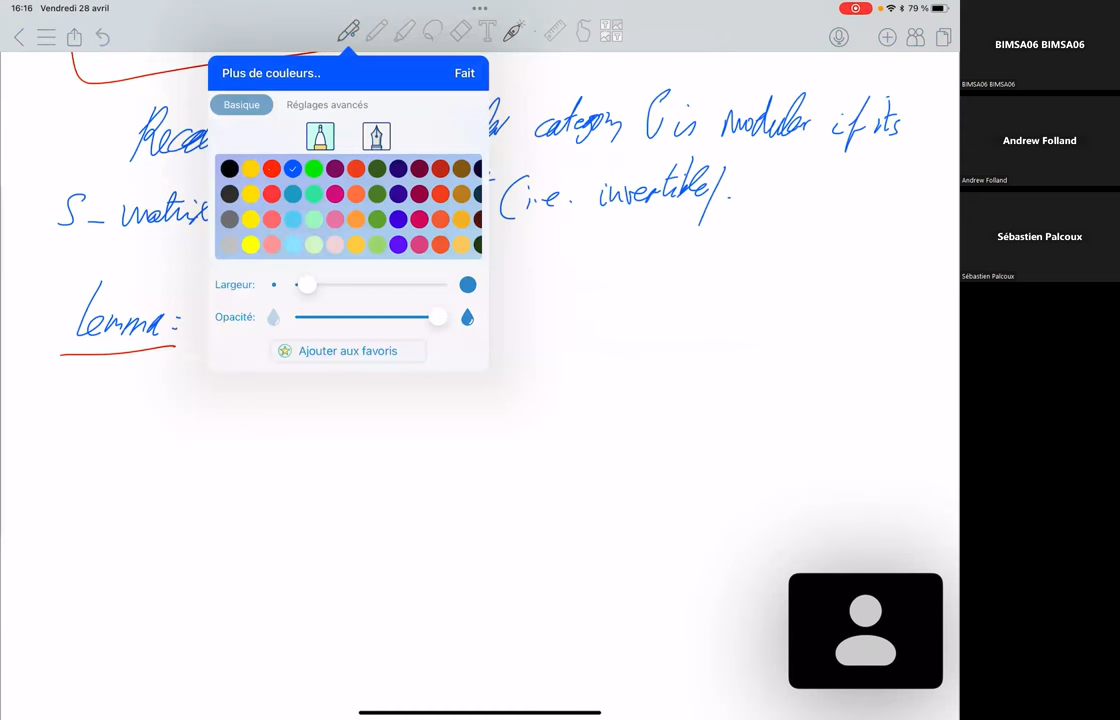 16:16 Vendredi 28 avril
79 %
Plus de couleurs.. Fait
Basique Réglages avancés
category C is modular if its
S-matrix (i.e. invertible).
Lemma:
Largeur:
Opacité:
Ajouter aux favoris
BIMSA06 BIMSA06
BIMSA06 BIMSA06
Andrew Folland
Andrew Folland
Sébastien Palcoux
Sébastien Palcoux